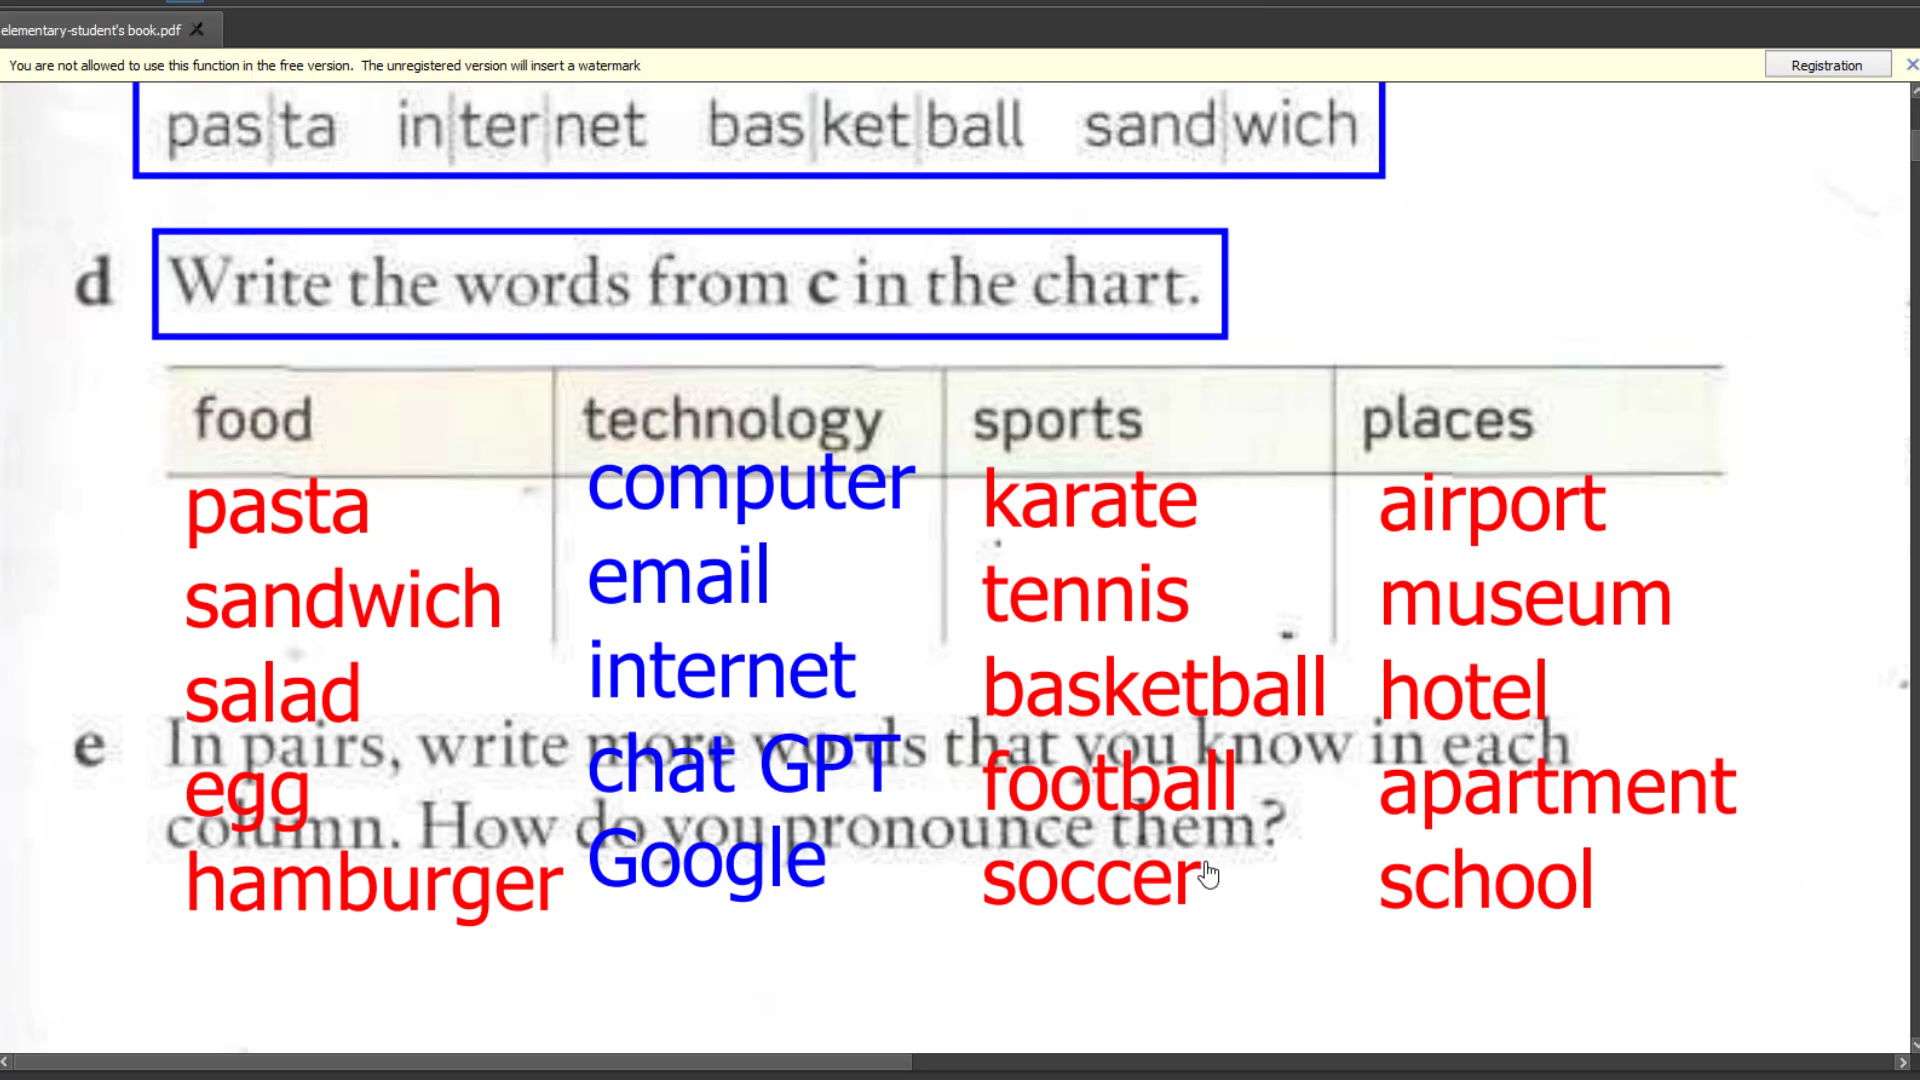 elementary-student's book.pdf
You are not allowed to use this function in the free version. The unregistered version will insert a watermark
Registration
pas|ta in|ter|net bas|ket|ball sand|wich
d Write the words from c in the chart.
food technology sports places
pasta computer karate airport
sandwich email tennis museum
salad internet basketball hotel
e In pairs, write more words that you know in each
egg chat GPT football apartment
column. How do you pronounce them?
hamburger Google soccer school